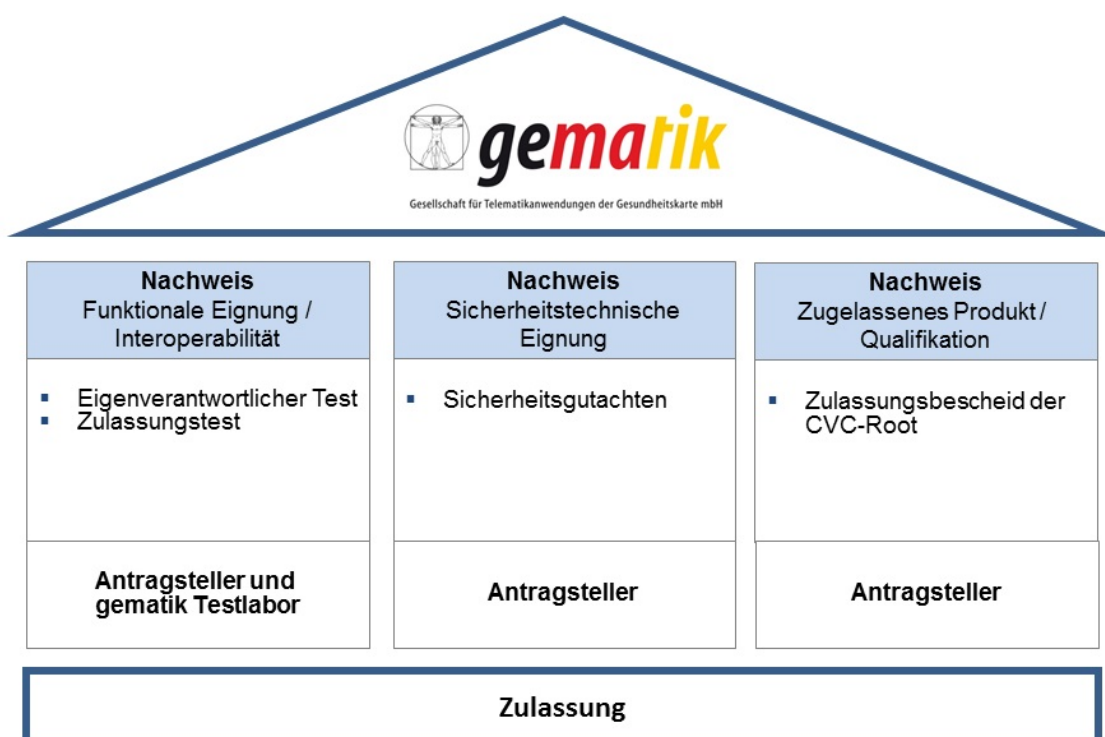 gematik
Gesellschaft für Telematikanwendungen der Gesundheitskarte mbH
Nachweis
Funktionale Eignung /
Interoperabilität
Eigenverantwortlicher Test
Zulassungstest
Antragsteller und
gematik Testlabor
Nachweis
Sicherheitstechnische
Eignung
Sicherheitsgutachten
Antragsteller
Nachweis
Zugelassenes Produkt /
Qualifikation
Zulassungsbescheid der
CVC-Root
Antragsteller
Zulassung